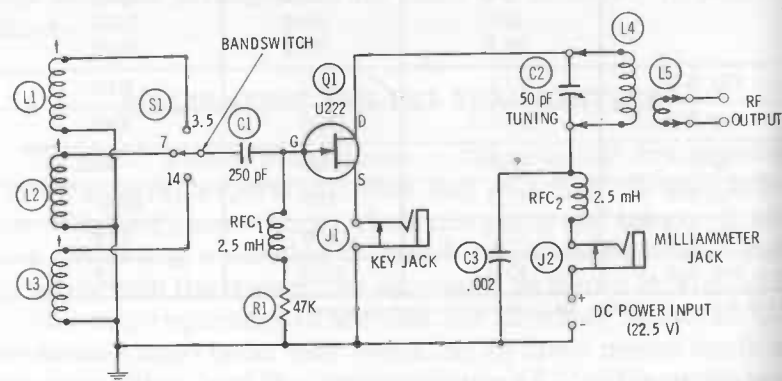 BANDSWITCH
L1
S1
3.5
7
14
L2
L3
C1
250 pF
Q1
U222
D
G
S
RFC1
2.5 mH
R1
47K
J1
KEY JACK
C2
50 pF
TUNING
L4
L5
RF
OUTPUT
RFC2
2.5 mH
C3
.002
J2
MILLIAMMETER
JACK
+
-
DC POWER INPUT
(22.5 V)